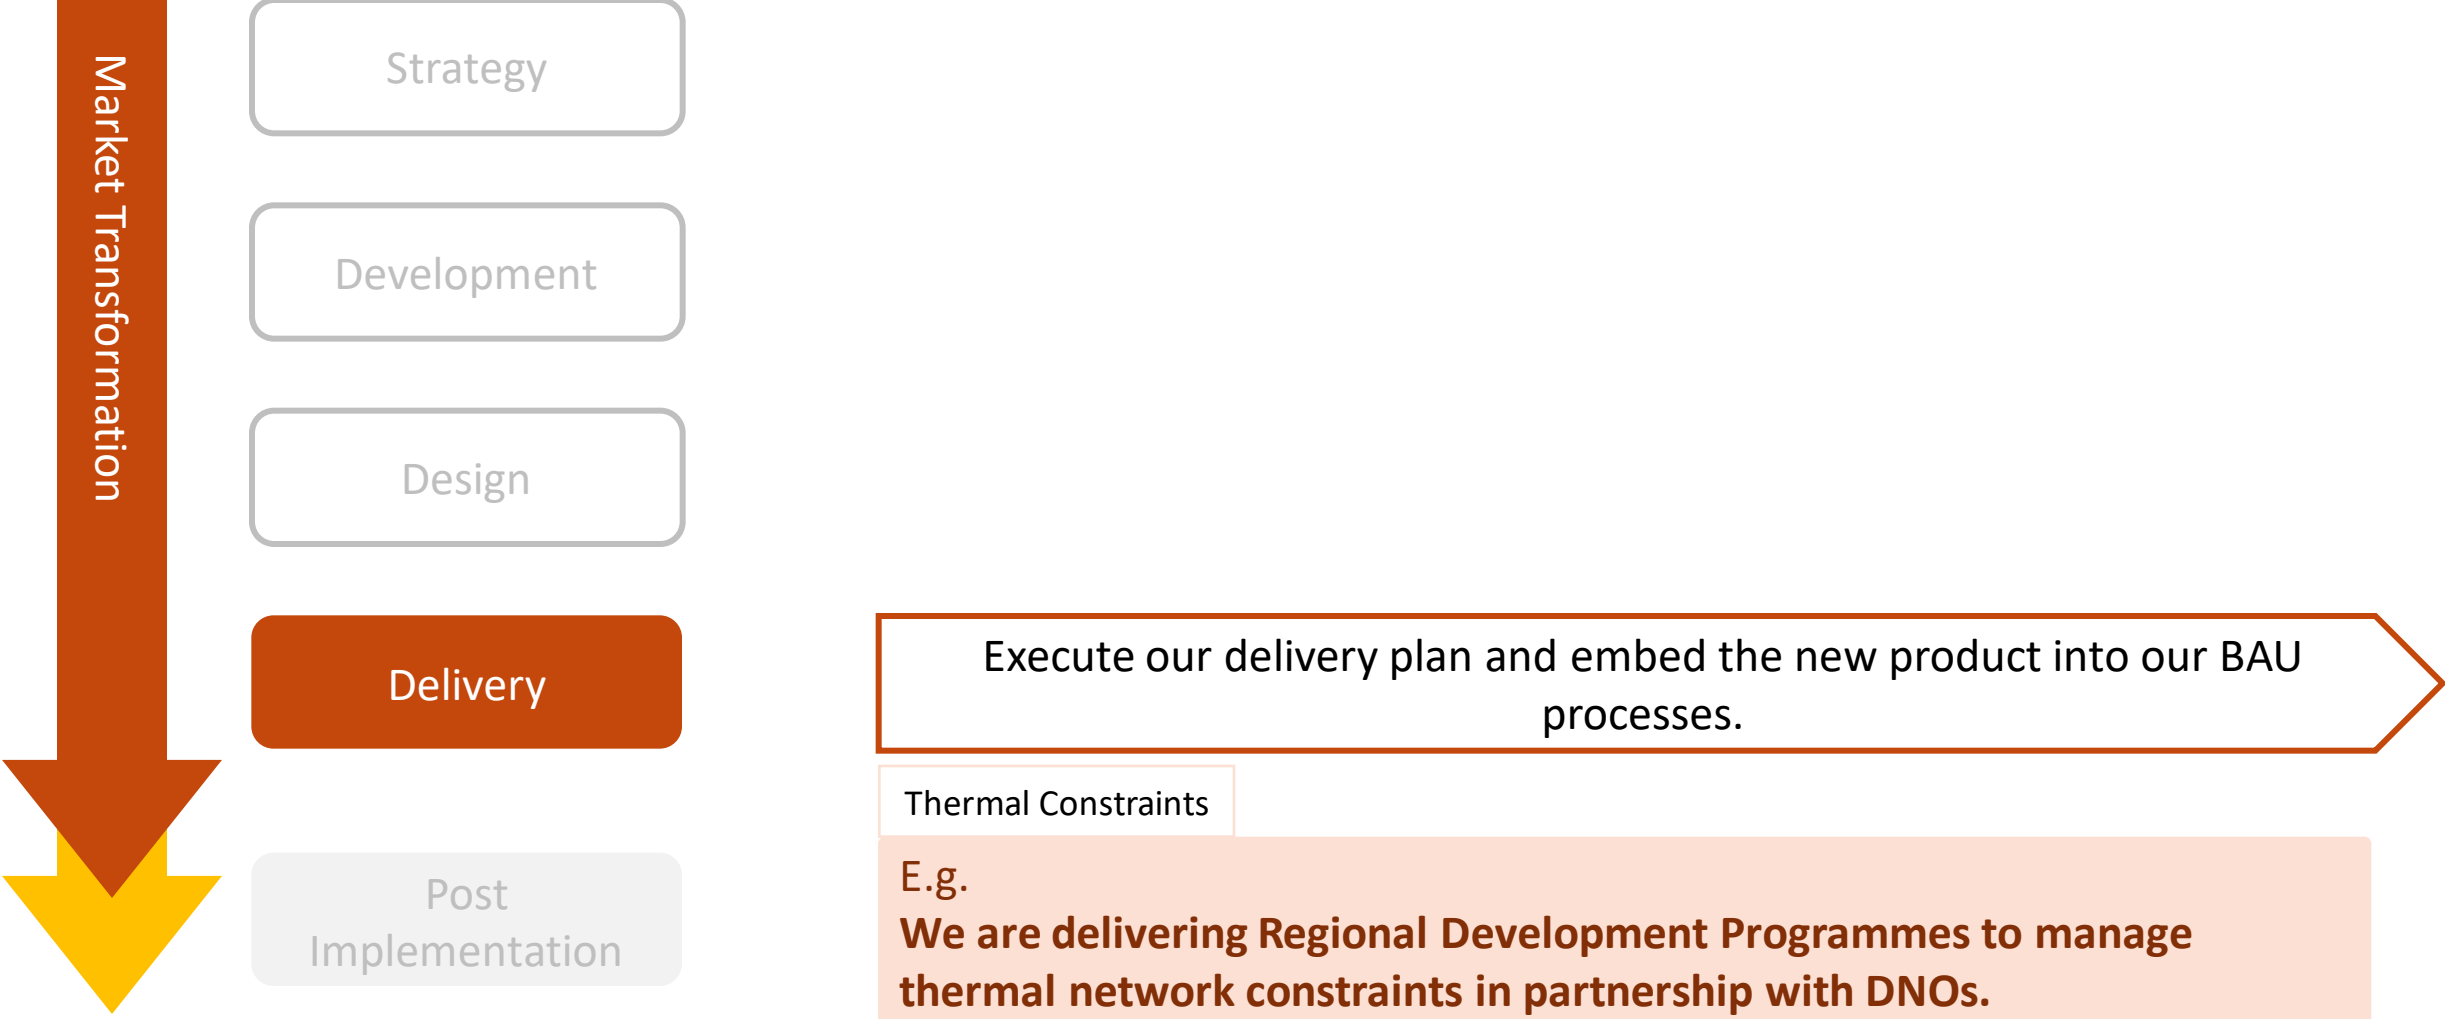 Market Transformation
Strategy
Development
Design
Delivery
Execute our delivery plan and embed the new product into our BAU
processes.
Thermal Constraints
Post
Implementation
E.g.
We are delivering Regional Development Programmes to manage
thermal network constraints in partnership with DNOs.